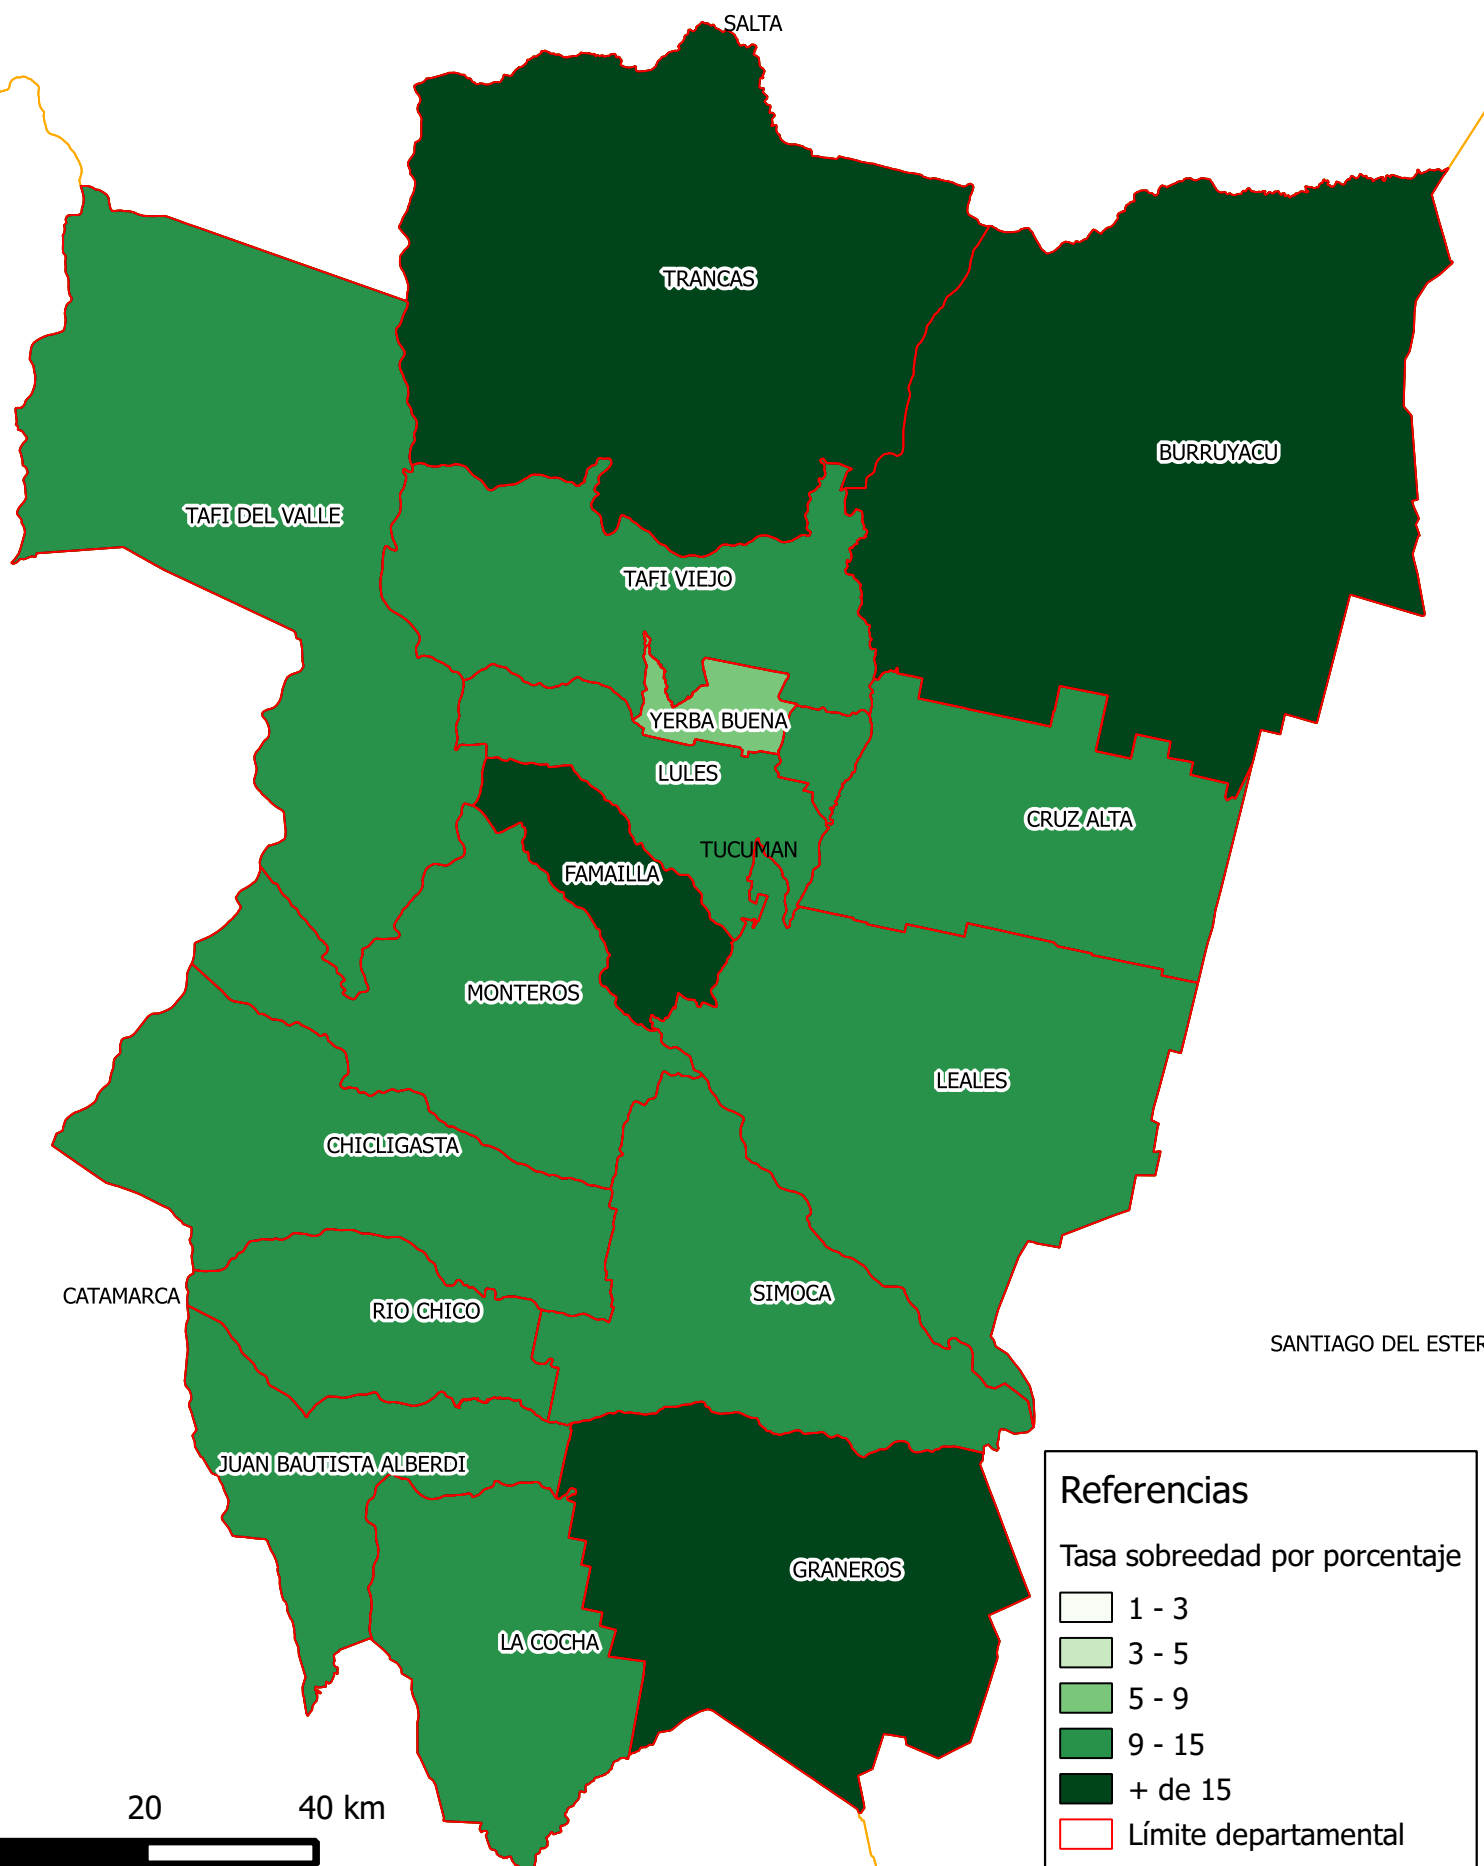 SALTA
TRANCAS
BURRUYACU
TAFI DEL VALLE
TAFI VIEJO
YERBA BUENA
LULES
CRUZ ALTA
TUCUMAN
FAMAILLA
MONTEROS
LEALES
CHICLIGASTA
CATAMARCA
RIO CHICO
SIMOCA
SANTIAGO DEL ESTER
JUAN BAUTISTA ALBERDI
GRANEROS
LA COCHA
Referencias
Tasa sobreedad por porcentaje
1 - 3
3 - 5
5 - 9
9 - 15
+ de 15
Límite departamental
20 40 km